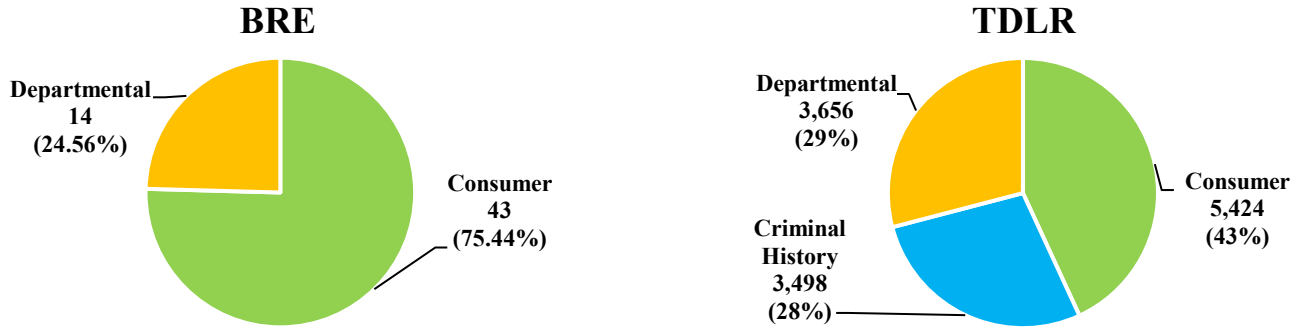 BRE
Departmental
14
(24.56%)
Consumer
43
(75.44%)
TDLR
Departmental
3,656
(29%)
Consumer
5,424
(43%)
Criminal
History
3,498
(28%)